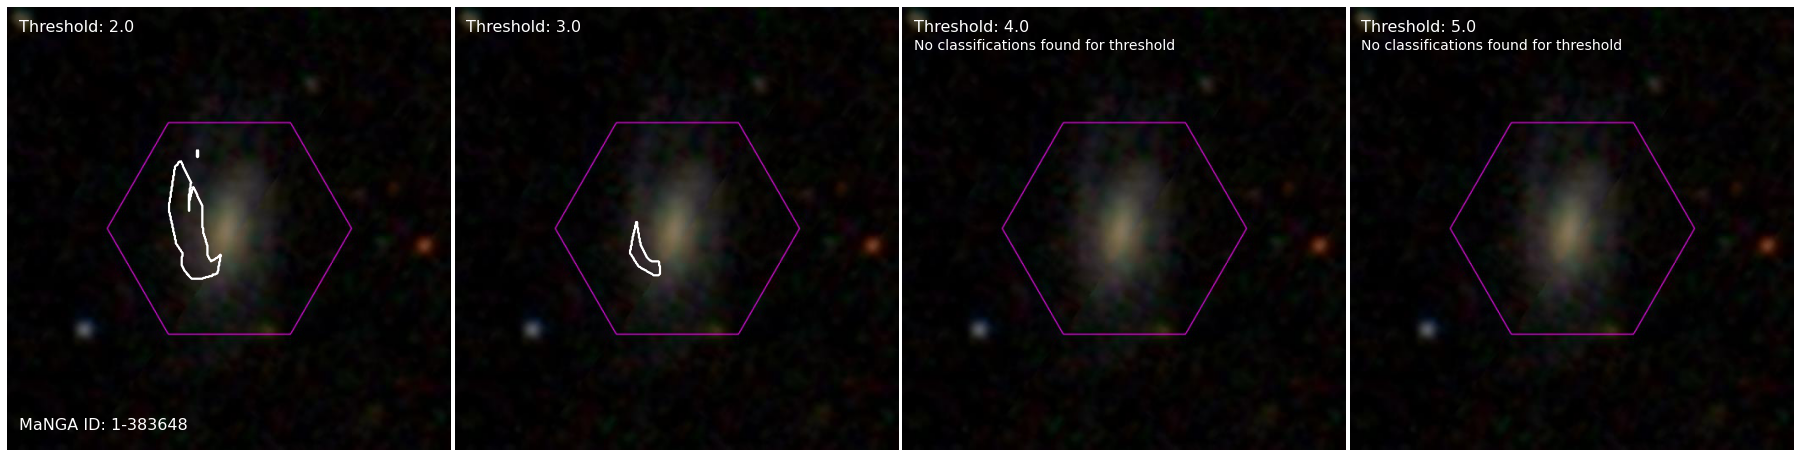 Threshold: 2.0
MaNGA ID: 1-383648
Threshold: 3.0
Threshold: 4.0
No classifications found for threshold
Threshold: 5.0
No classifications found for threshold